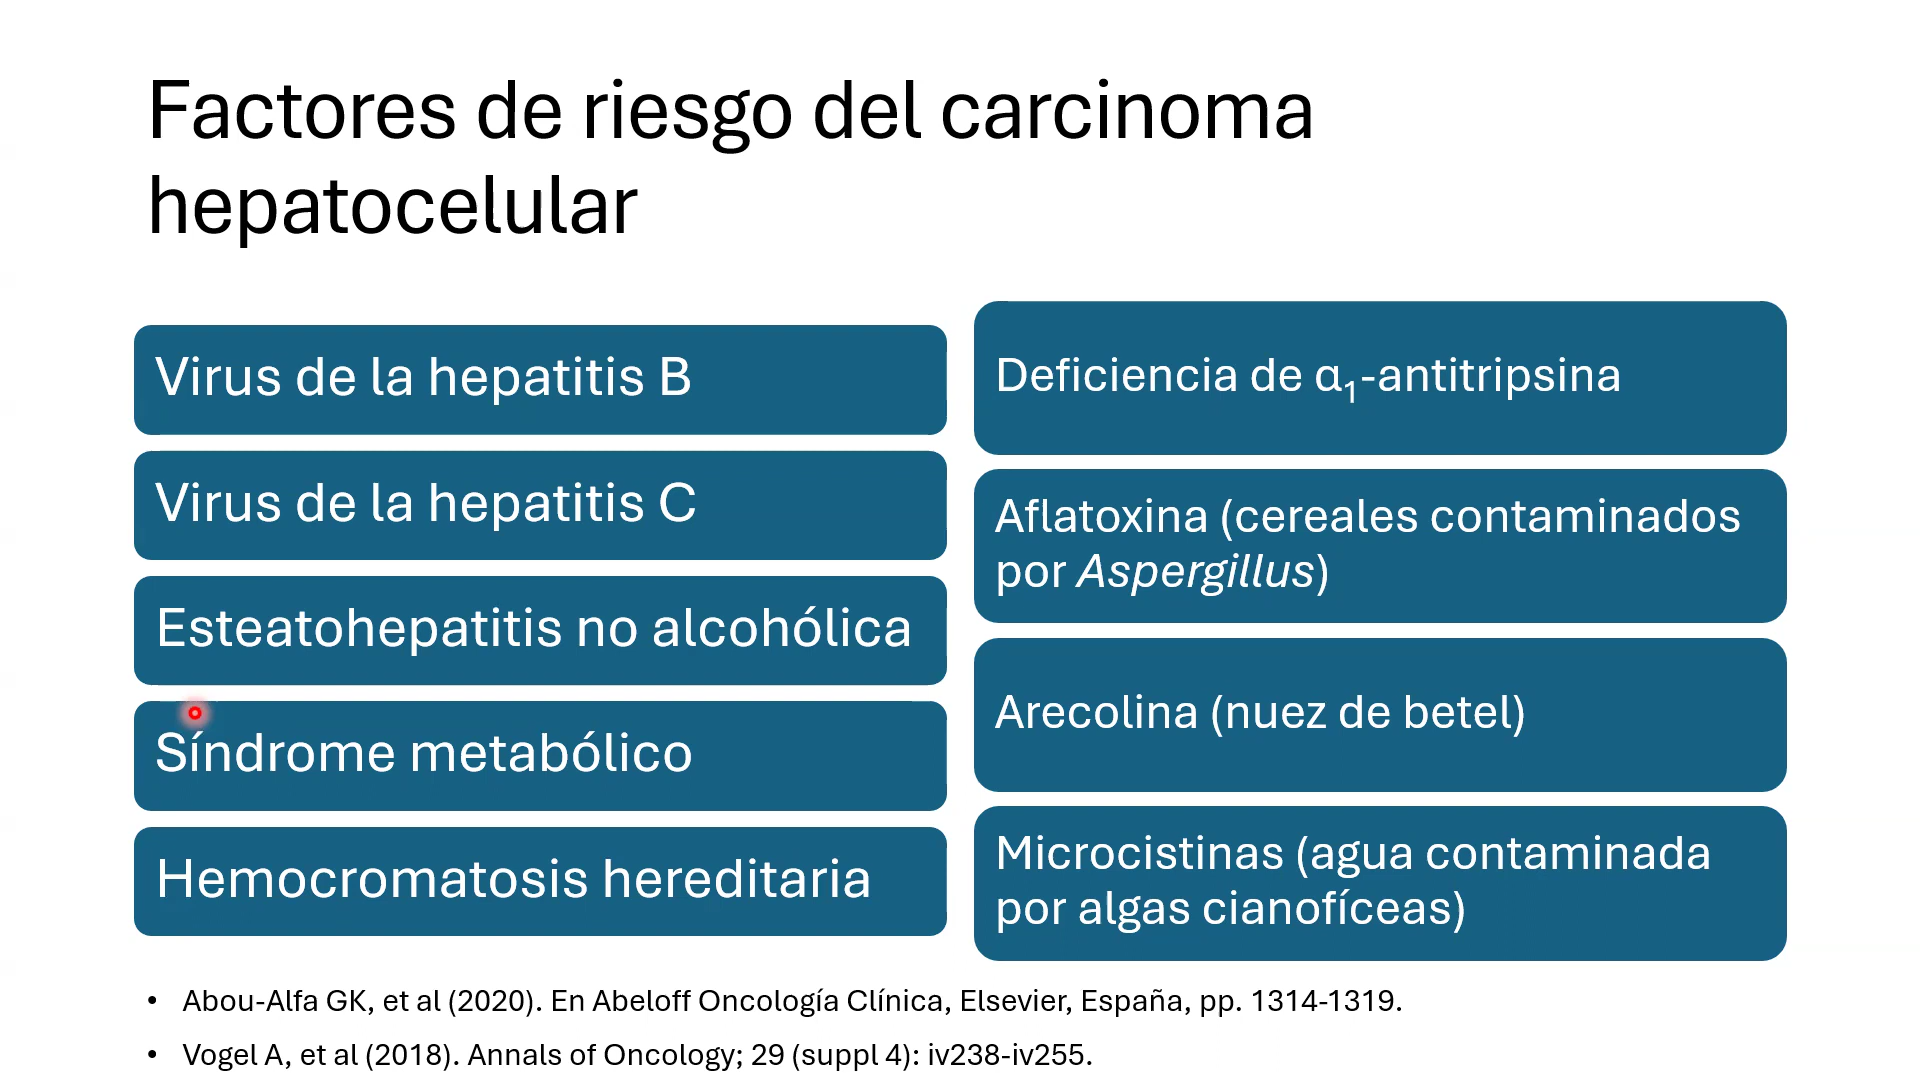 Factores de riesgo del carcinoma
hepatocelular
Virus de la hepatitis B
Virus de la hepatitis C
Esteatohepatitis no alcohólica
Síndrome metabólico
Hemocromatosis hereditaria
Deficiencia de α₁-antitripsina
Aflatoxina (cereales contaminados
por Aspergillus)
Arecolina (nuez de betel)
Microcistinas (agua contaminada
por algas cianofíceas)
• Abou-Alfa GK, et al (2020). En Abeloff Oncología Clínica, Elsevier, España, pp. 1314-1319.
• Vogel A, et al (2018). Annals of Oncology; 29 (suppl 4): iv238-iv255.